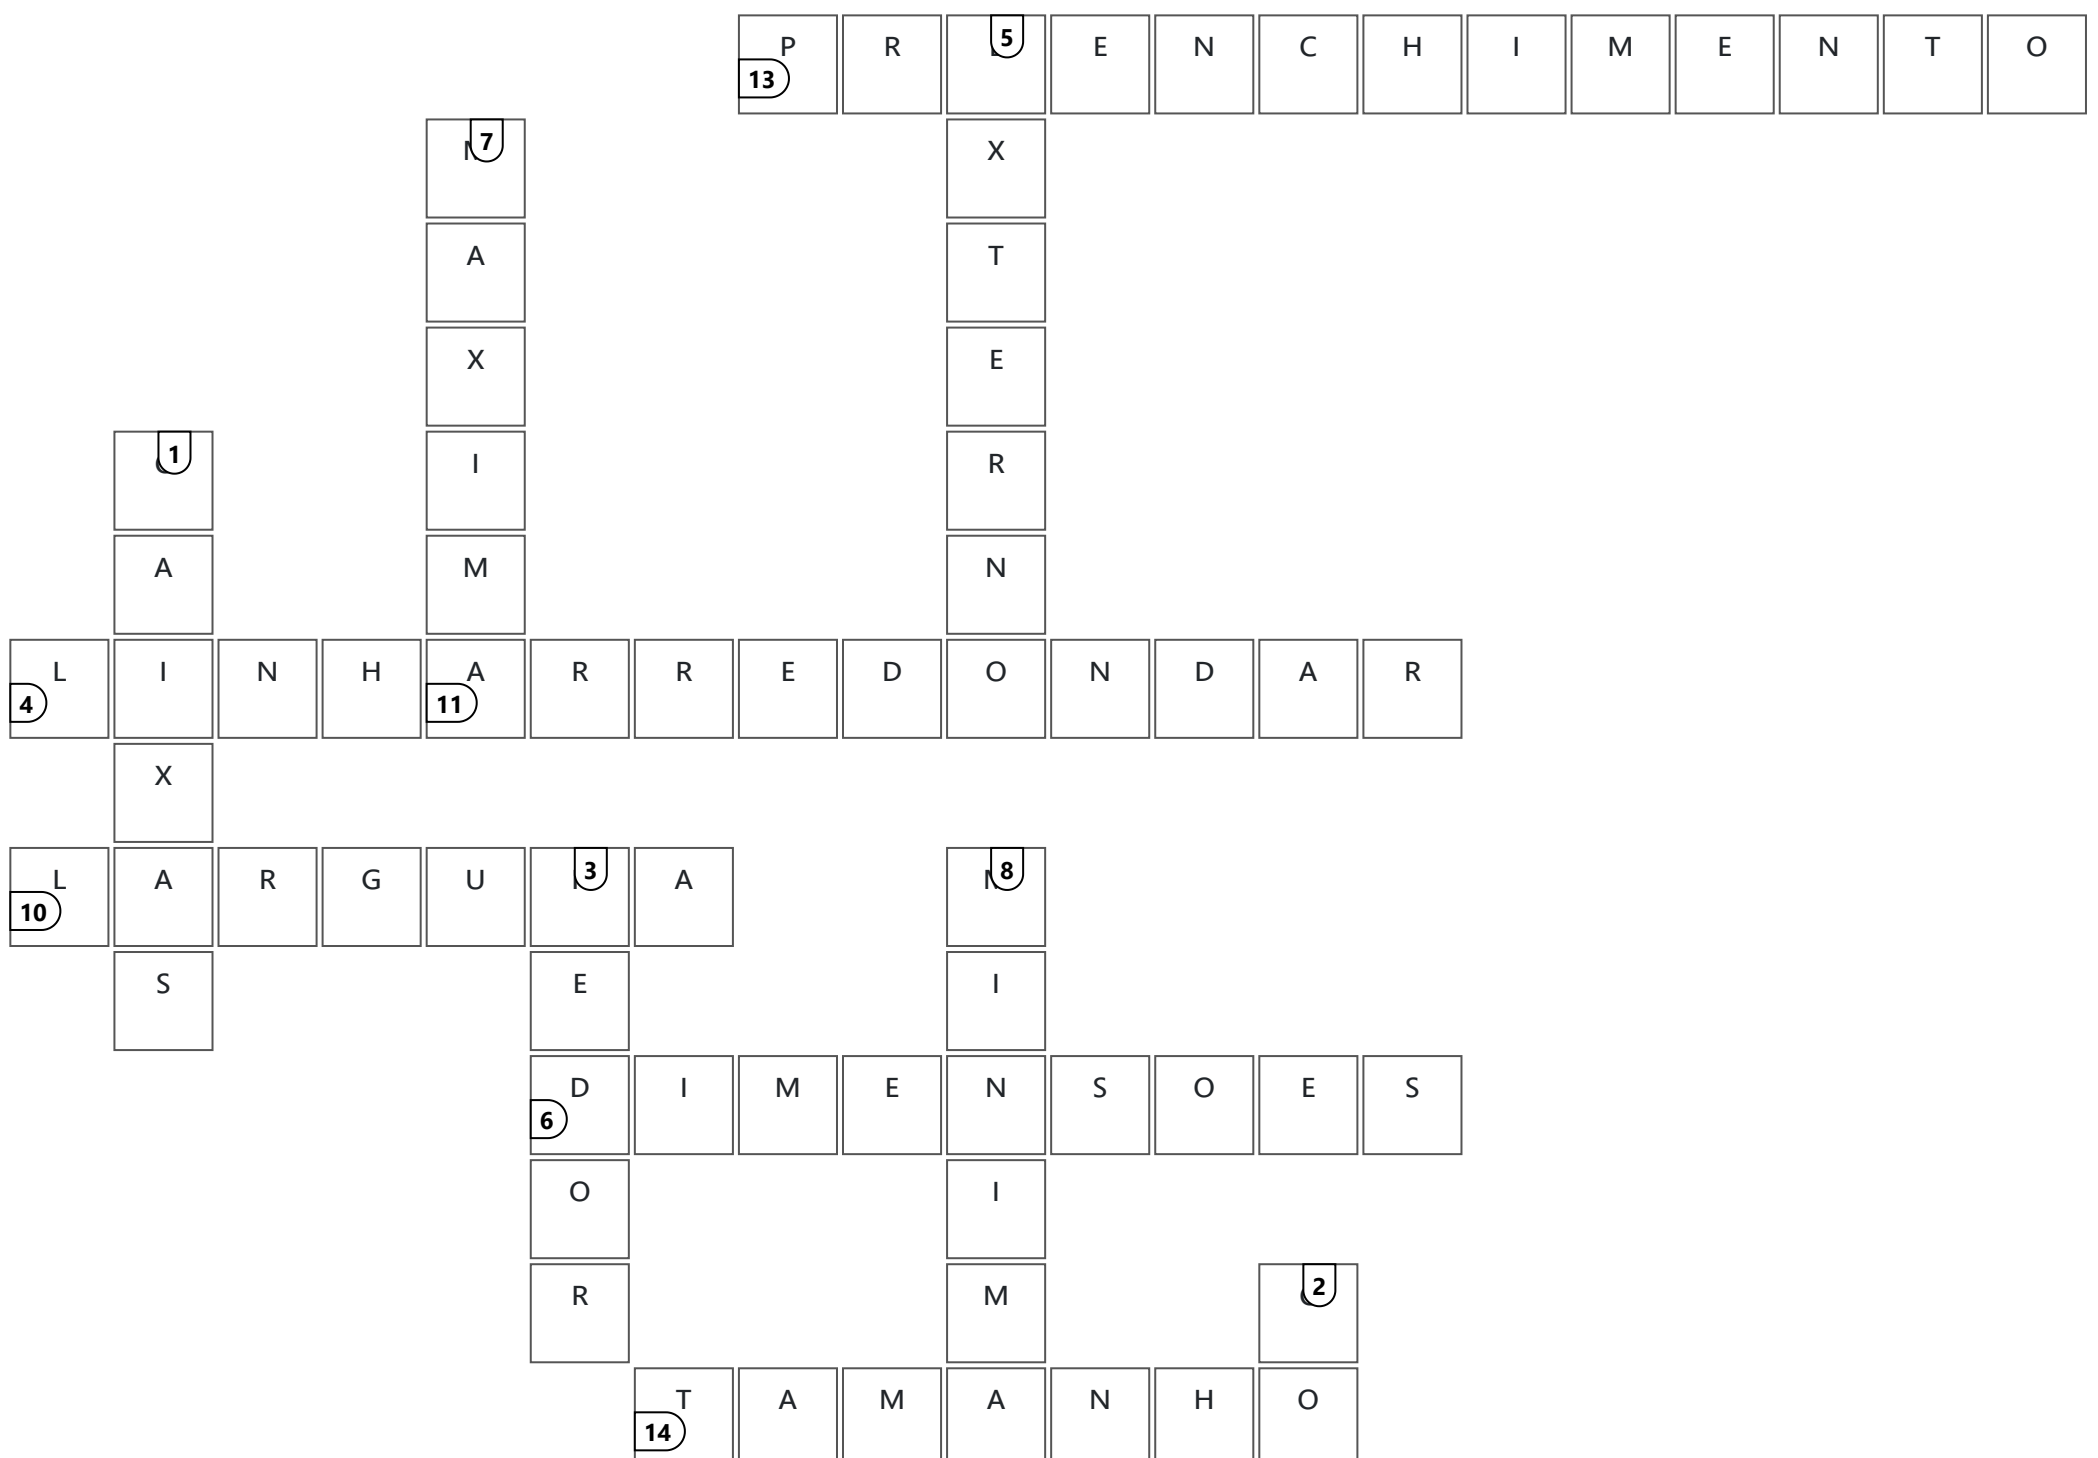 P R 5 E N C H I M E N T O
13
7 X
A T
X E
1 I R
A M N
L I N H A R R E D O N D A R
4 11
X
L A R G U 3 A 8
10
S E I
D I M E N S O E S
6
O I
R M 2
T A M A N H O
14